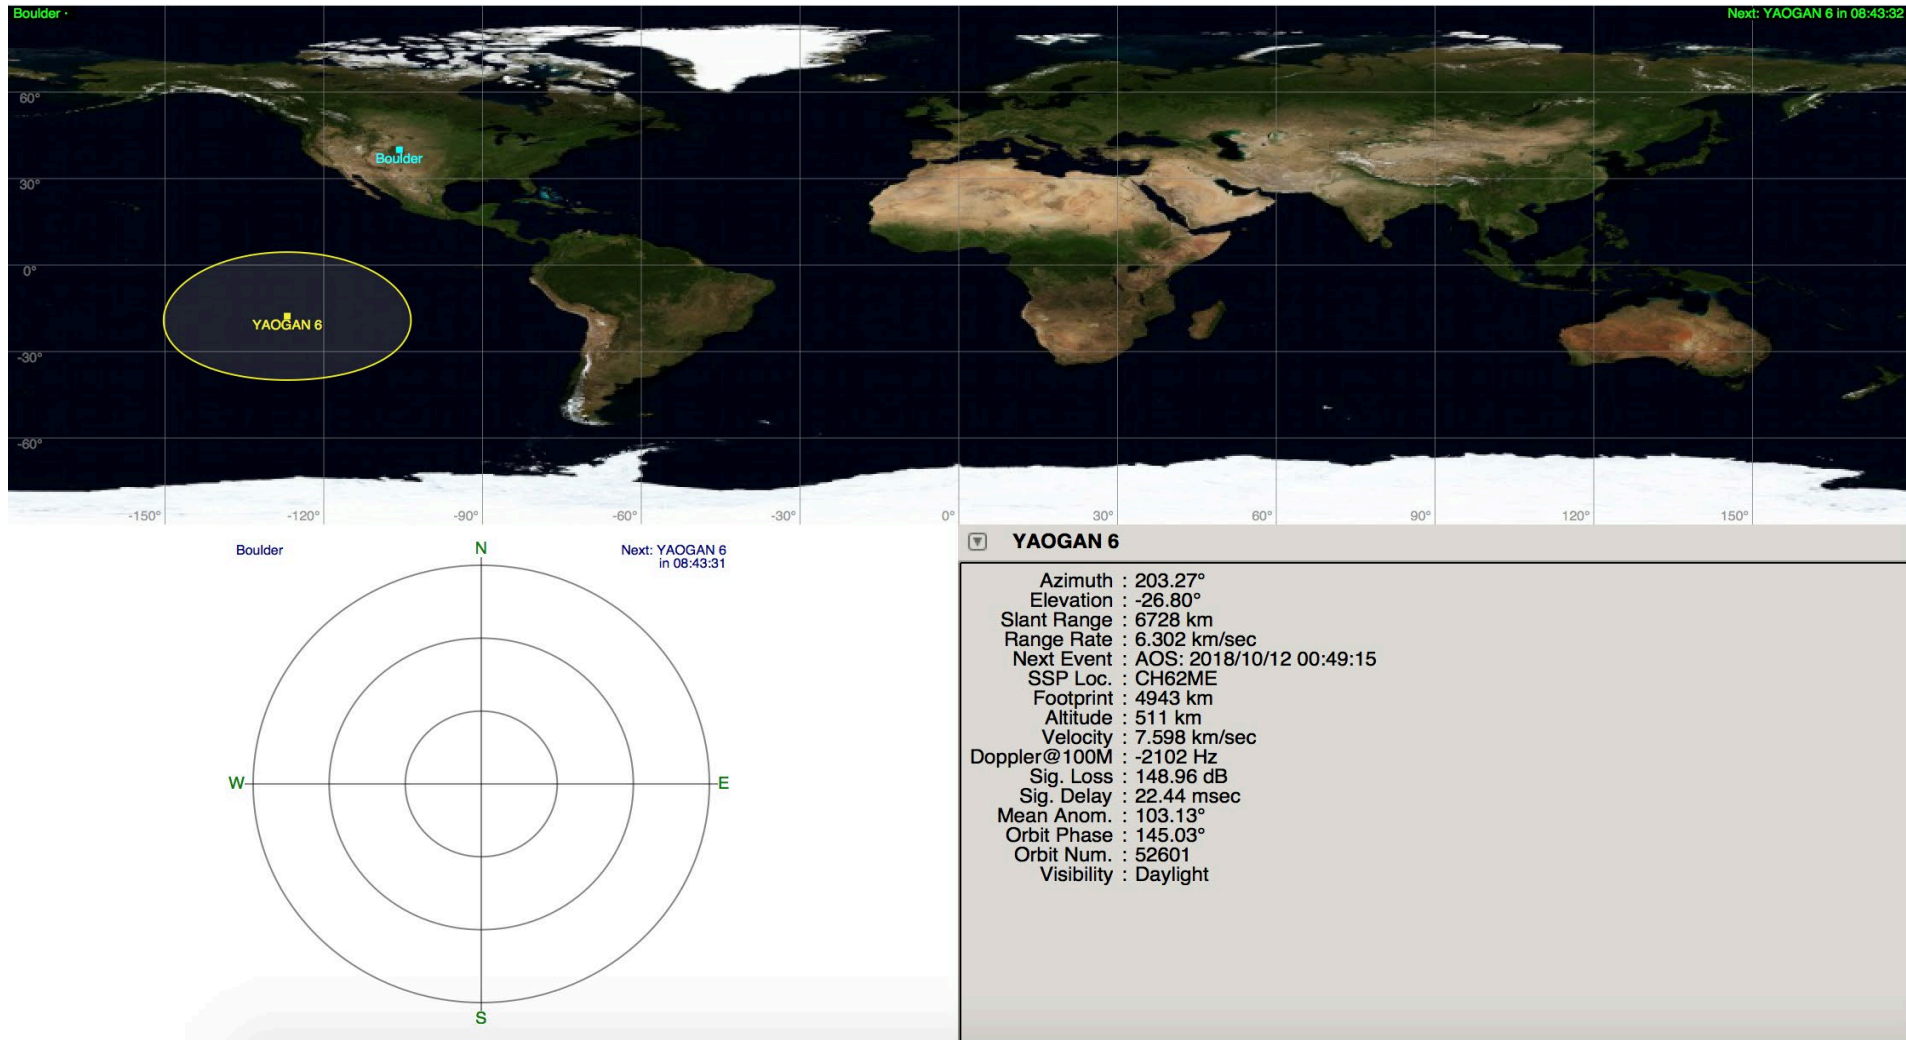 Boulder ·
Next: YAOGAN 6 in 08:43:32
60°
Boulder
30°
0°
YAOGAN 6
-30°
-60°
-150°
-120°
-90°
-60°
-30°
0°
30°
60°
90°
120°
150°
Boulder
N
Next: YAOGAN 6
in 08:43:31
W
E
S
YAOGAN 6
Azimuth : 203.27°
Elevation : -26.80°
Slant Range : 6728 km
Range Rate : 6.302 km/sec
Next Event : AOS: 2018/10/12 00:49:15
SSP Loc. : CH62ME
Footprint : 4943 km
Altitude : 511 km
Velocity : 7.598 km/sec
Doppler@100M : -2102 Hz
Sig. Loss : 148.96 dB
Sig. Delay : 22.44 msec
Mean Anom. : 103.13°
Orbit Phase : 145.03°
Orbit Num. : 52601
Visibility : Daylight